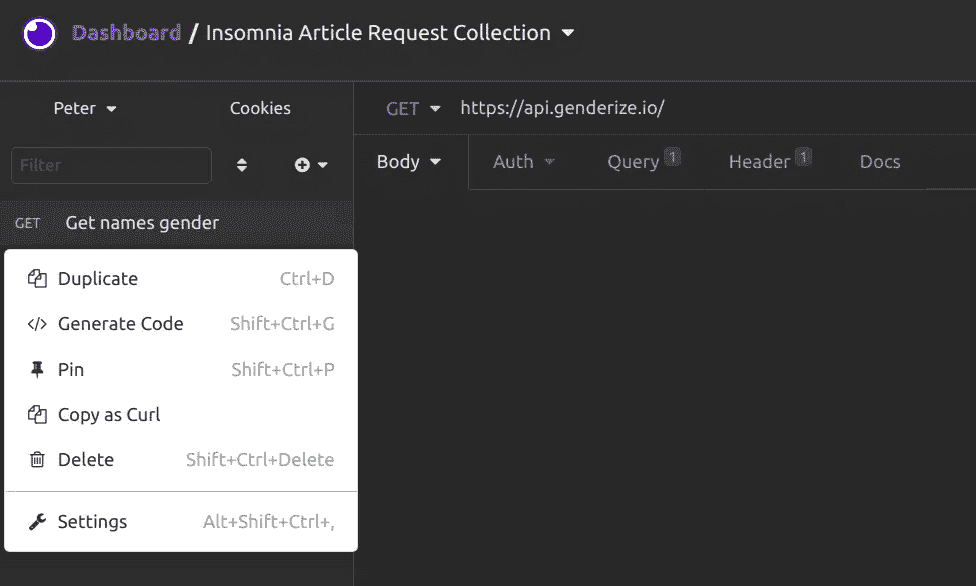 Dashboard / Insomnia Article Request Collection
Peter Cookies
GET https://api.genderize.io/
Filter
Body Auth Query 1 Header 1 Docs
GET Get names gender
Duplicate Ctrl+D
Generate Code Shift+Ctrl+G
Pin Shift+Ctrl+P
Copy as Curl
Delete Shift+Ctrl+Delete
Settings Alt+Shift+Ctrl+,